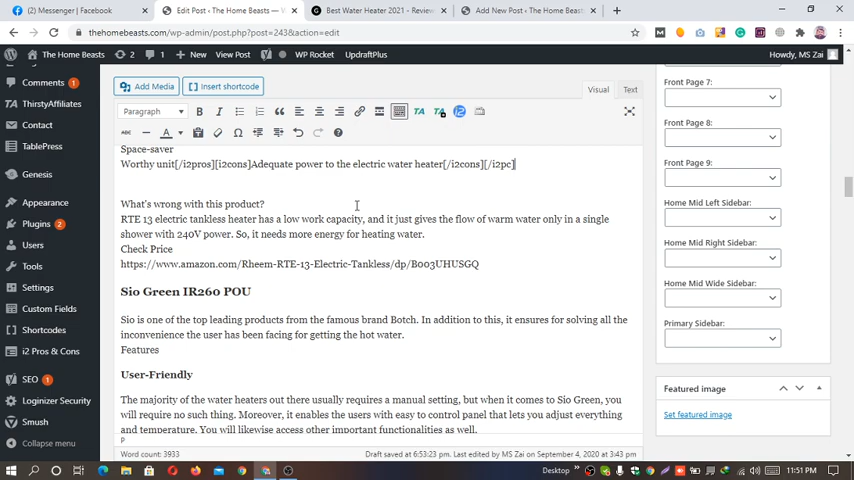 (2) Messenger | Facebook
Edit Post ‹ The Home Beasts — W
Best Water Heater 2021 - Review
Add New Post ‹ The Home Beasts
thehomebeasts.com/wp-admin/post.php?post=243&action=edit
The Home Beasts 2 1 New View Post WP Rocket UpdraftPlus Howdy, MS Zai
Comments 1
ThirstyAffiliates
Contact
TablePress
Genesis
Appearance
Plugins 2
Users
Tools
Settings
Custom Fields
Shortcodes
i2 Pros & Cons
SEO 1
Loginizer Security
Smush
Collapse menu
Add Media Insert shortcode
Visual Text
Paragraph
Space-saver
Worthy unit[/i2pros][i2cons]Adequate power to the electric water heater[/i2cons][/i2pc]
What's wrong with this product?
RTE 13 electric tankless heater has a low work capacity, and it just gives the flow of warm water only in a single
shower with 240V power. So, it needs more energy for heating water.
Check Price
https://www.amazon.com/Rheem-RTE-13-Electric-Tankless/dp/B003UHUSGQ
Sio Green IR260 POU
Sio is one of the top leading products from the famous brand Botch. In addition to this, it ensures for solving all the
inconvenience the user has been facing for getting the hot water.
Features
User-Friendly
The majority of the water heaters out there usually requires a manual setting, but when it comes to Sio Green, you
will require no such thing. Moreover, it enables the users with easy to control panel that lets you adjust everything
and temperature. You will likewise access other important functionalities as well.
P
Word count: 3933
Draft saved at 6:53:23 pm. Last edited by MS Zai on September 4, 2020 at 3:43 pm
Front Page 7:
Front Page 8:
Front Page 9:
Home Mid Left Sidebar:
Home Mid Right Sidebar:
Home Mid Wide Sidebar:
Primary Sidebar:
Featured image
Set featured image
Desktop
11:51 PM